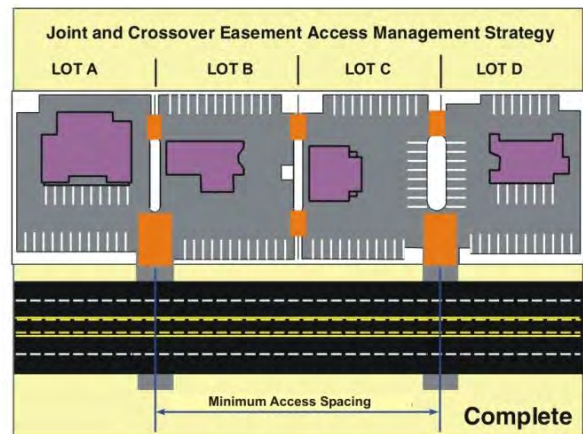 Joint and Crossover Easement Access Management Strategy
LOT A LOT B LOT C LOT D
Minimum Access Spacing
Complete